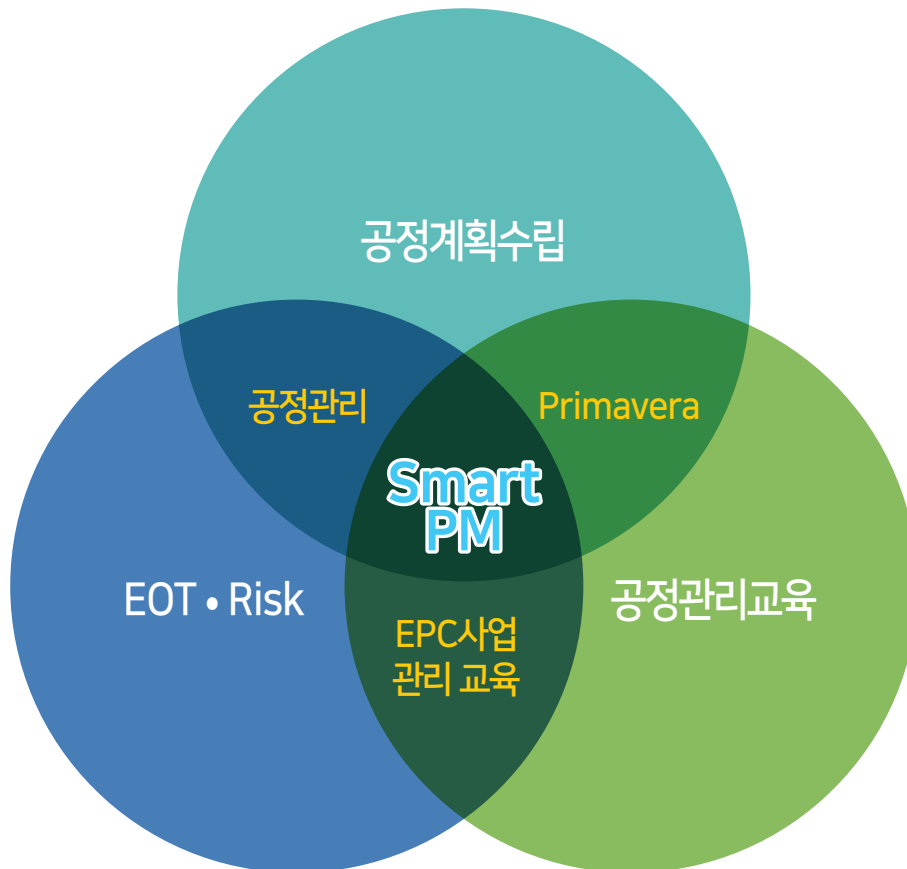 공정계획수립
공정관리
Primavera
Smart
PM
EOT • Risk
공정관리교육
EPC사업
관리 교육